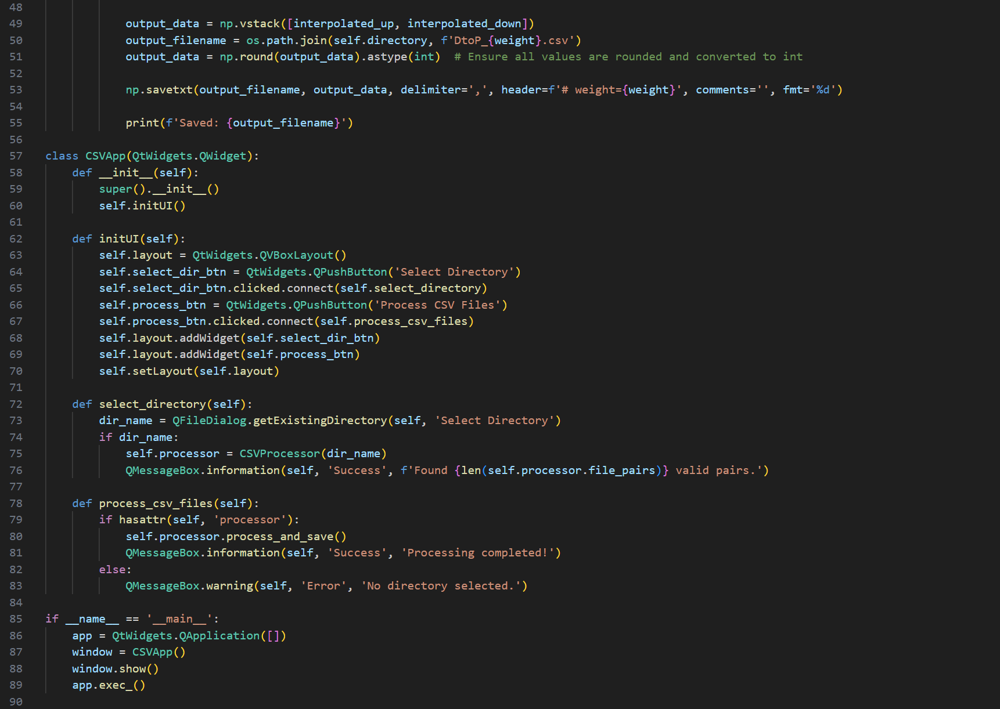 48
49 output_data = np.vstack([interpolated_up, interpolated_down])
50 output_filename = os.path.join(self.directory, f'DtoP_{weight}.csv')
51 output_data = np.round(output_data).astype(int)  # Ensure all values are rounded and converted to int
52
53 np.savetxt(output_filename, output_data, delimiter=',', header=f'# weight={weight}', comments='', fmt='%d')
54
55 print(f'Saved: {output_filename}')
56
57 class CSVApp(QtWidgets.QWidget):
58     def __init__(self):
59         super().__init__()
60         self.initUI()
61
62     def initUI(self):
63         self.layout = QtWidgets.QVBoxLayout()
64         self.select_dir_btn = QtWidgets.QPushButton('Select Directory')
65         self.select_dir_btn.clicked.connect(self.select_directory)
66         self.process_btn = QtWidgets.QPushButton('Process CSV Files')
67         self.process_btn.clicked.connect(self.process_csv_files)
68         self.layout.addWidget(self.select_dir_btn)
69         self.layout.addWidget(self.process_btn)
70         self.setLayout(self.layout)
71
72     def select_directory(self):
73         dir_name = QFileDialog.getExistingDirectory(self, 'Select Directory')
74         if dir_name:
75             self.processor = CSVProcessor(dir_name)
76             QMessageBox.information(self, 'Success', f'Found {len(self.processor.file_pairs)} valid pairs.')
77
78     def process_csv_files(self):
79         if hasattr(self, 'processor'):
80             self.processor.process_and_save()
81             QMessageBox.information(self, 'Success', 'Processing completed!')
82         else:
83             QMessageBox.warning(self, 'Error', 'No directory selected.')
84
85 if __name__ == '__main__':
86     app = QtWidgets.QApplication([])
87     window = CSVApp()
88     window.show()
89     app.exec_()
90